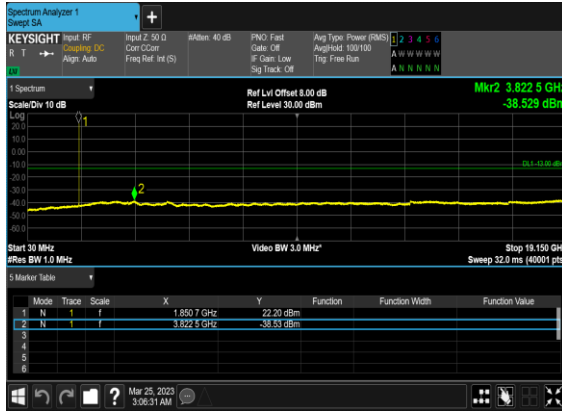 Spectrum Analyzer 1
Swept SA
+
KEYSIGHT
R T
LU
Input: RF
Coupling: DC
Align: Auto
Input Z: 50 Ω
Corr CCorr
Freq Ref: Int (S)
#Atten: 40 dB
PNO: Fast
Gate: Off
IF Gain: Low
Sig Track: Off
Avg Type: Power (RMS)
Avg|Hold: 100/100
Trig: Free Run
1 2 3 4 5 6
A W W W W W
A N N N N N
1 Spectrum
Scale/Div 10 dB
Ref Lvl Offset 8.00 dB
Ref Level 30.00 dBm
Mkr2 3.822 5 GHz
-38.529 dBm
Log
20.0
10.0
0.00
-10.0
-20.0
-30.0
-40.0
-50.0
-60.0
1
2
DL1 -13.00 dBm
Start 30 MHz
#Res BW 1.0 MHz
Video BW 3.0 MHz*
Stop 19.150 GHz
Sweep 32.0 ms (40001 pts)
5 Marker Table
Mode Trace Scale X Y Function Function Width Function Value
1 N 1 f 1.850 7 GHz 22.20 dBm
2 N 1 f 3.822 5 GHz -38.53 dBm
3
4
5
6
?
Mar 25, 2023
3:06:31 AM